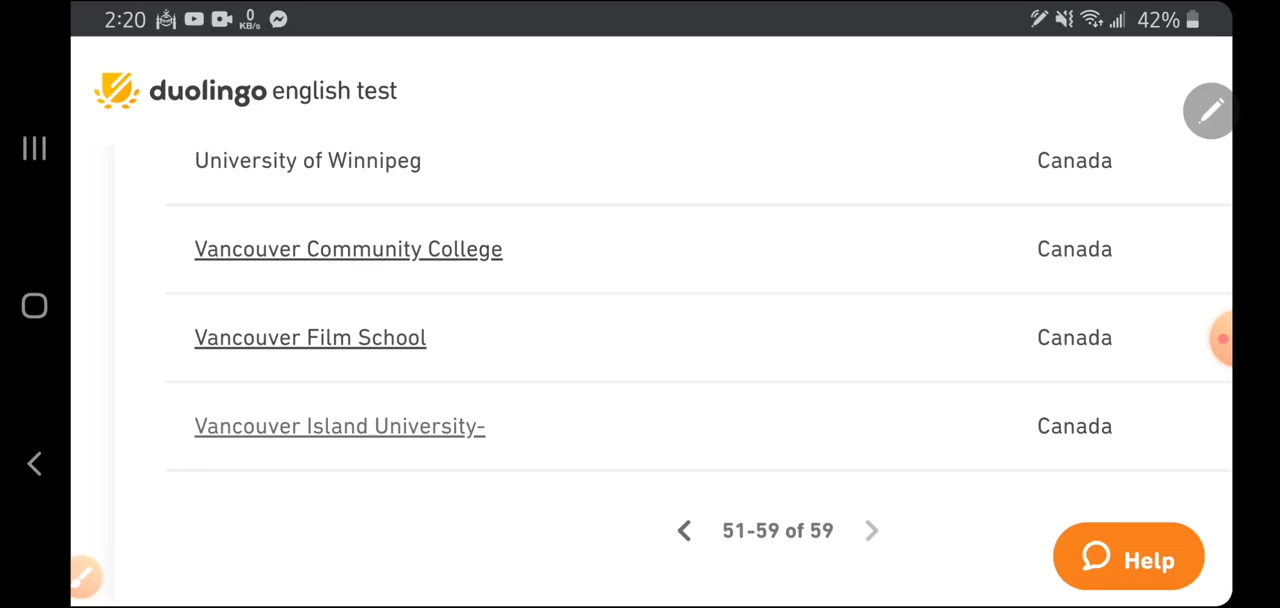 2:20 0 KB/s 42%
duolingo english test
University of Winnipeg Canada
Vancouver Community College Canada
Vancouver Film School Canada
Vancouver Island University- Canada
51-59 of 59
Help